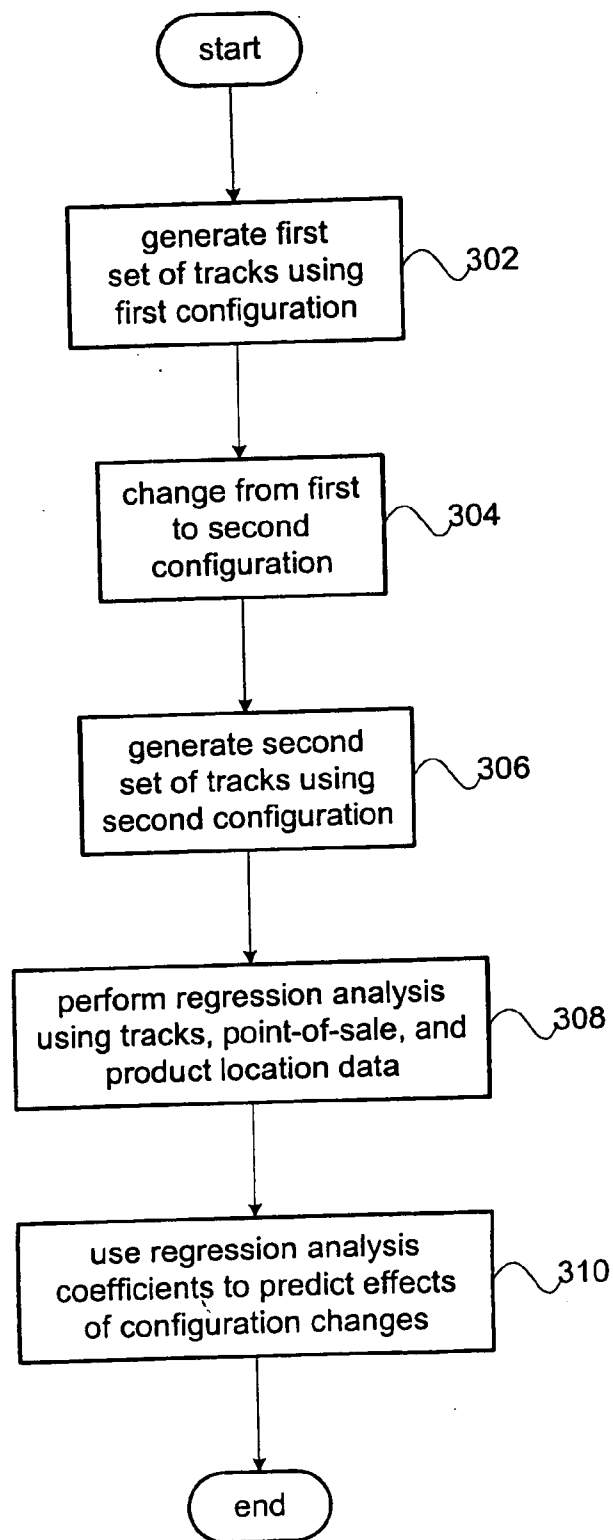 start
generate first
set of tracks using
first configuration
302
change from first
to second
configuration
304
generate second
set of tracks using
second configuration
306
perform regression analysis
using tracks, point-of-sale, and
product location data
308
use regression analysis
coefficients to predict effects
of configuration changes
310
end